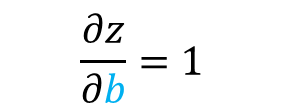 ∂z/∂b = 1